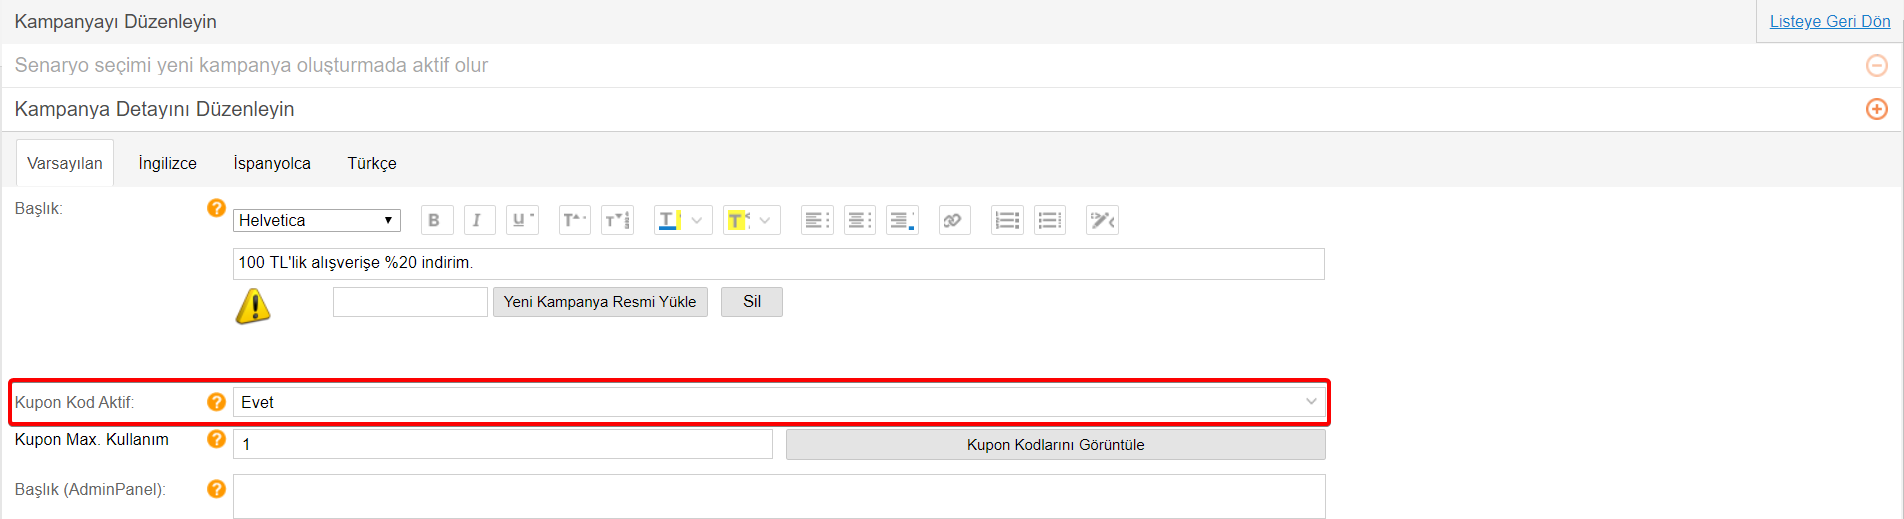 Kampanyayı Düzenleyin
Listeye Geri Dön
Senaryo seçimi yeni kampanya oluşturmada aktif olur
Kampanya Detayını Düzenleyin
Varsayılan İngilizce İspanyolca Türkçe
Başlık:
Helvetica
100 TL'lik alışverişe %20 indirim.
Yeni Kampanya Resmi Yükle Sil
Kupon Kod Aktif: Evet
Kupon Max. Kullanım 1 Kupon Kodlarını Görüntüle
Başlık (AdminPanel):